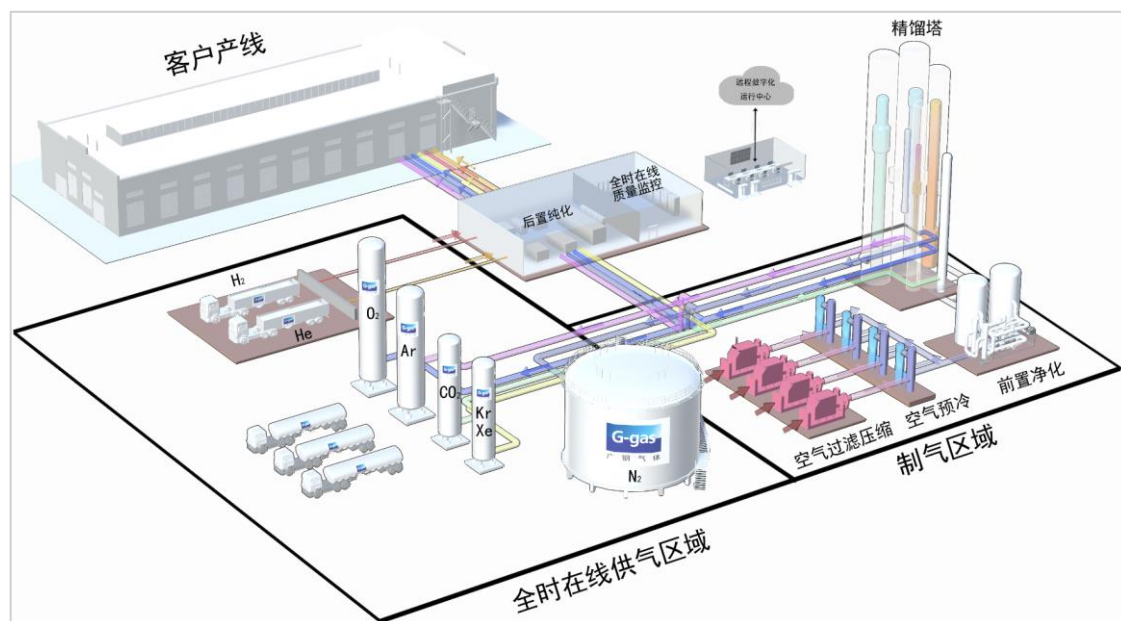 客户产线
精馏塔
远程数字化
运行中心
全时在线
质量监控
后置纯化
H₂
He
O₂
Ar
CO₂
Kr
Xe
G-gas
广钢气体
N₂
前置净化
空气预冷
空气过滤压缩
制气区域
全时在线供气区域